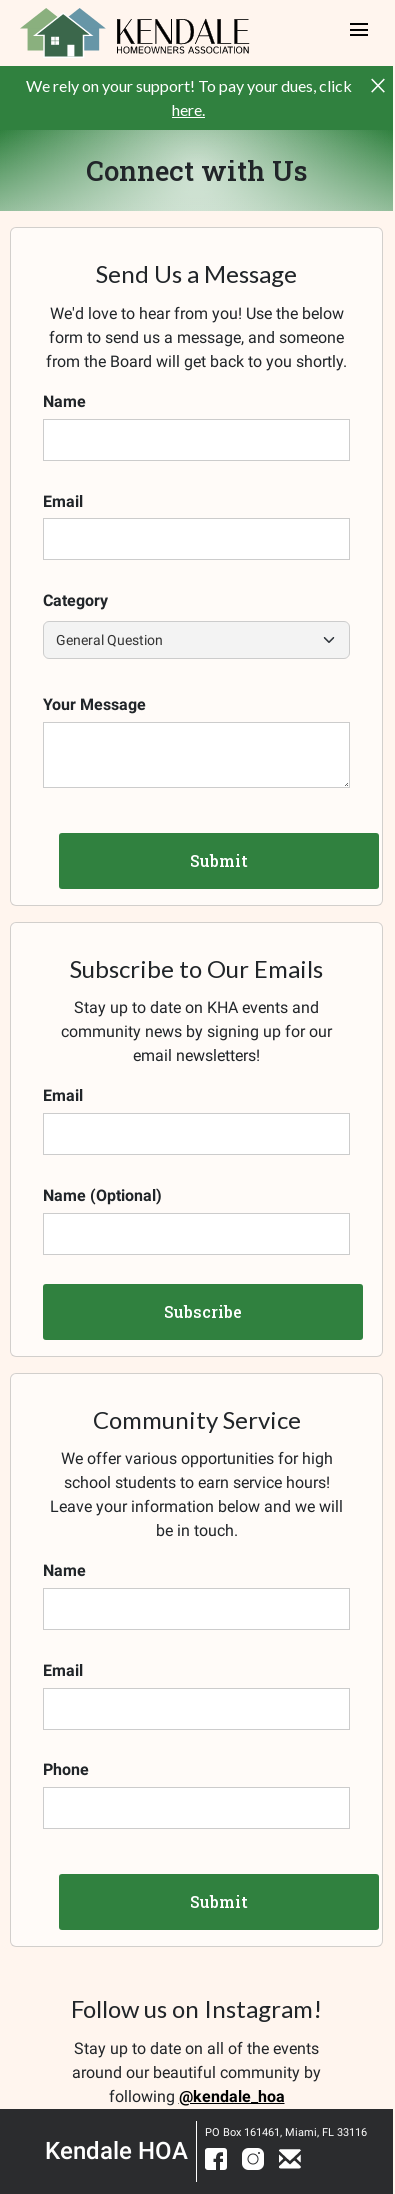 KENDALE
HOMEOWNERS ASSOCIATION
We rely on your support! To pay your dues, click
here.
Connect with Us
Send Us a Message
We'd love to hear from you! Use the below
form to send us a message, and someone
from the Board will get back to you shortly.
Name
Email
Category
General Question
Your Message
Submit
Subscribe to Our Emails
Stay up to date on KHA events and
community news by signing up for our
email newsletters!
Email
Name (Optional)
Subscribe
Community Service
We offer various opportunities for high
school students to earn service hours!
Leave your information below and we will
be in touch.
Name
Email
Phone
Submit
Follow us on Instagram!
Stay up to date on all of the events
around our beautiful community by
following @kendale_hoa
Kendale HOA
PO Box 161461, Miami, FL 33116